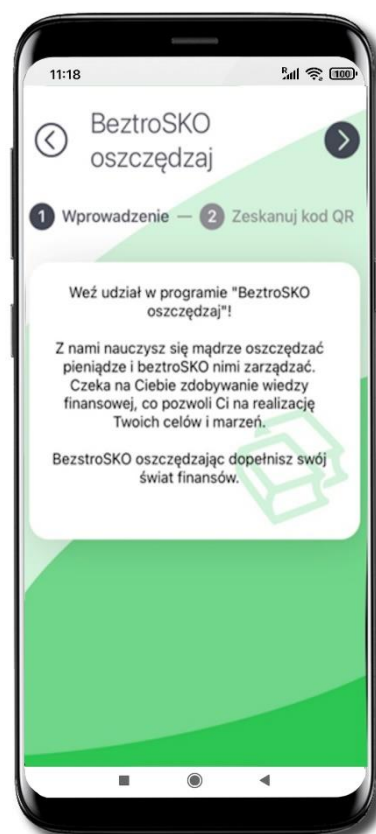 11:18
R
100
BeztroSKO
oszczędzaj
1 Wprowadzenie — 2 Zeskanuj kod QR
Weź udział w programie "BeztroSKO
oszczędzaj"!
Z nami nauczysz się mądrze oszczędzać
pieniądze i beztroSKO nimi zarządzać.
Czeka na Ciebie zdobywanie wiedzy
finansowej, co pozwoli Ci na realizację
Twoich celów i marzeń.
BezstroSKO oszczędzając dopełnisz swój
świat finansów.